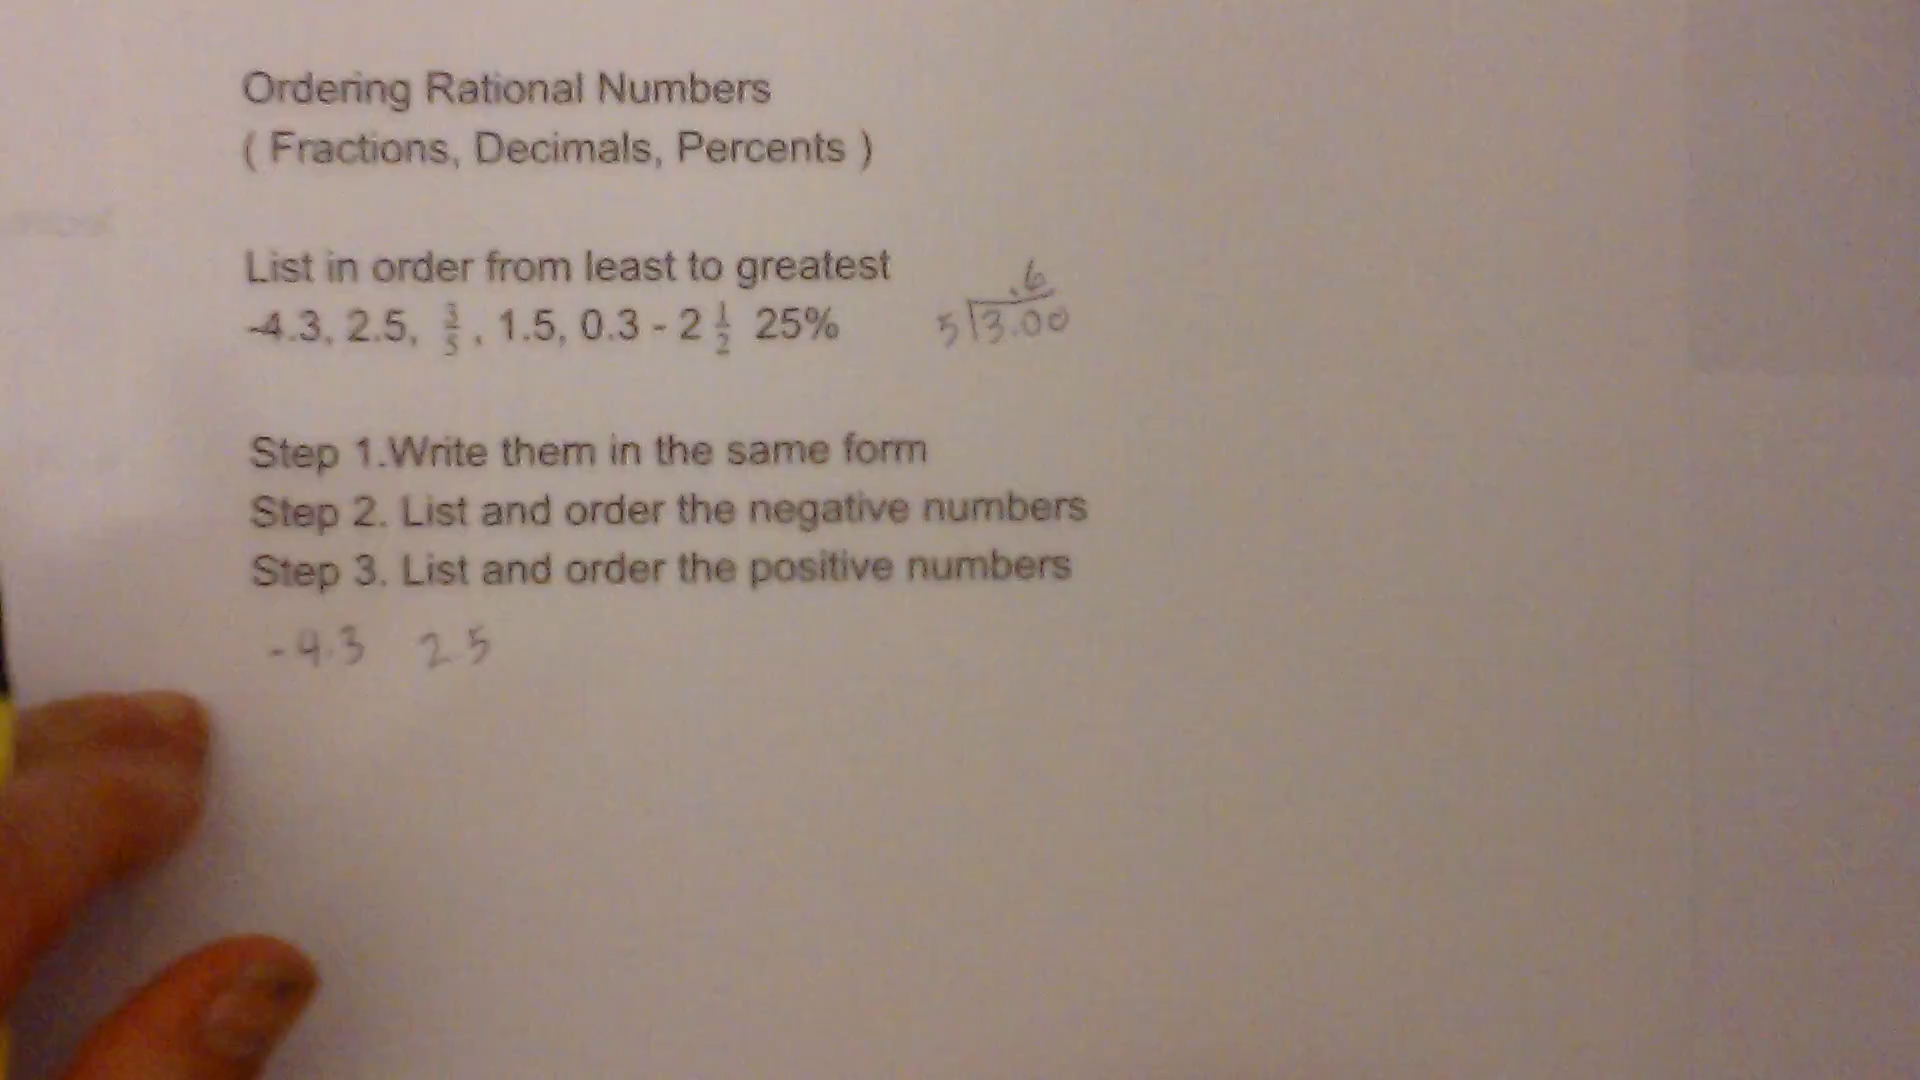 Ordering Rational Numbers
( Fractions, Decimals, Percents )
List in order from least to greatest
-4.3, 2.5, 3/5, 1.5, 0.3 - 2 1/2 25%
.6
5 3.00
Step 1.Write them in the same form
Step 2. List and order the negative numbers
Step 3. List and order the positive numbers
-4.3 2.5